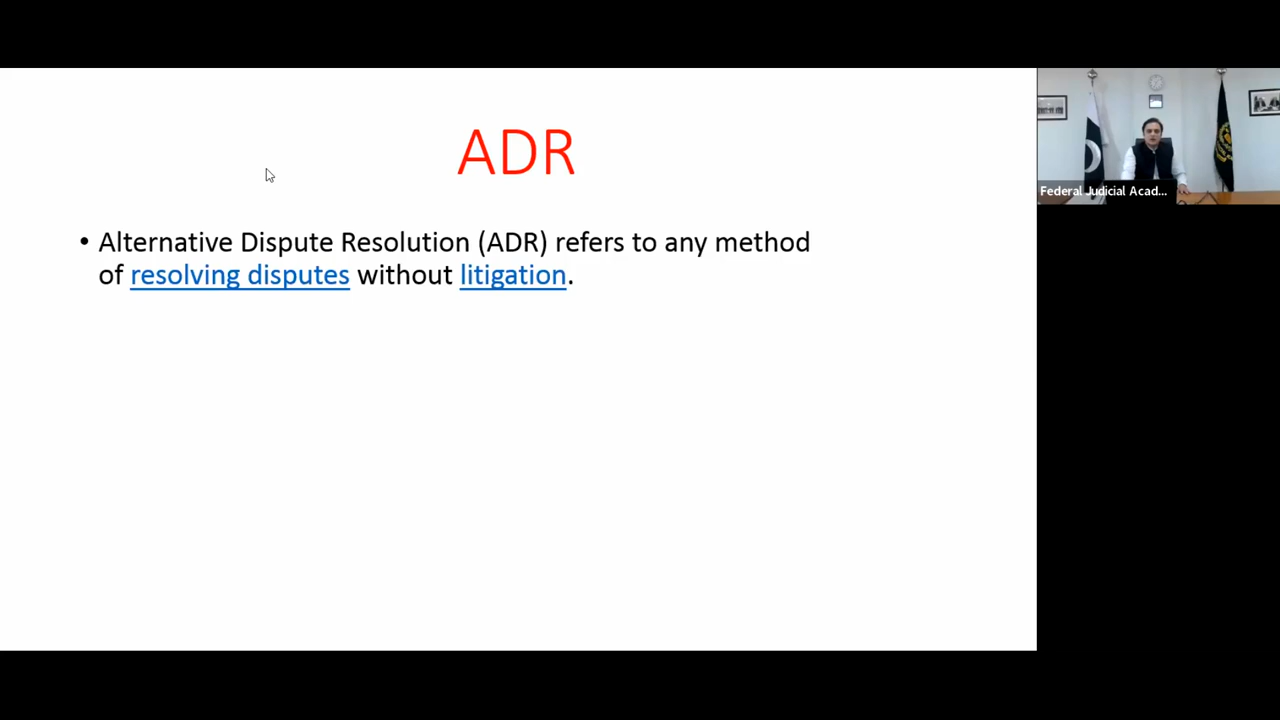 ADR
• Alternative Dispute Resolution (ADR) refers to any method
of resolving disputes without litigation.
Federal Judicial Acad...